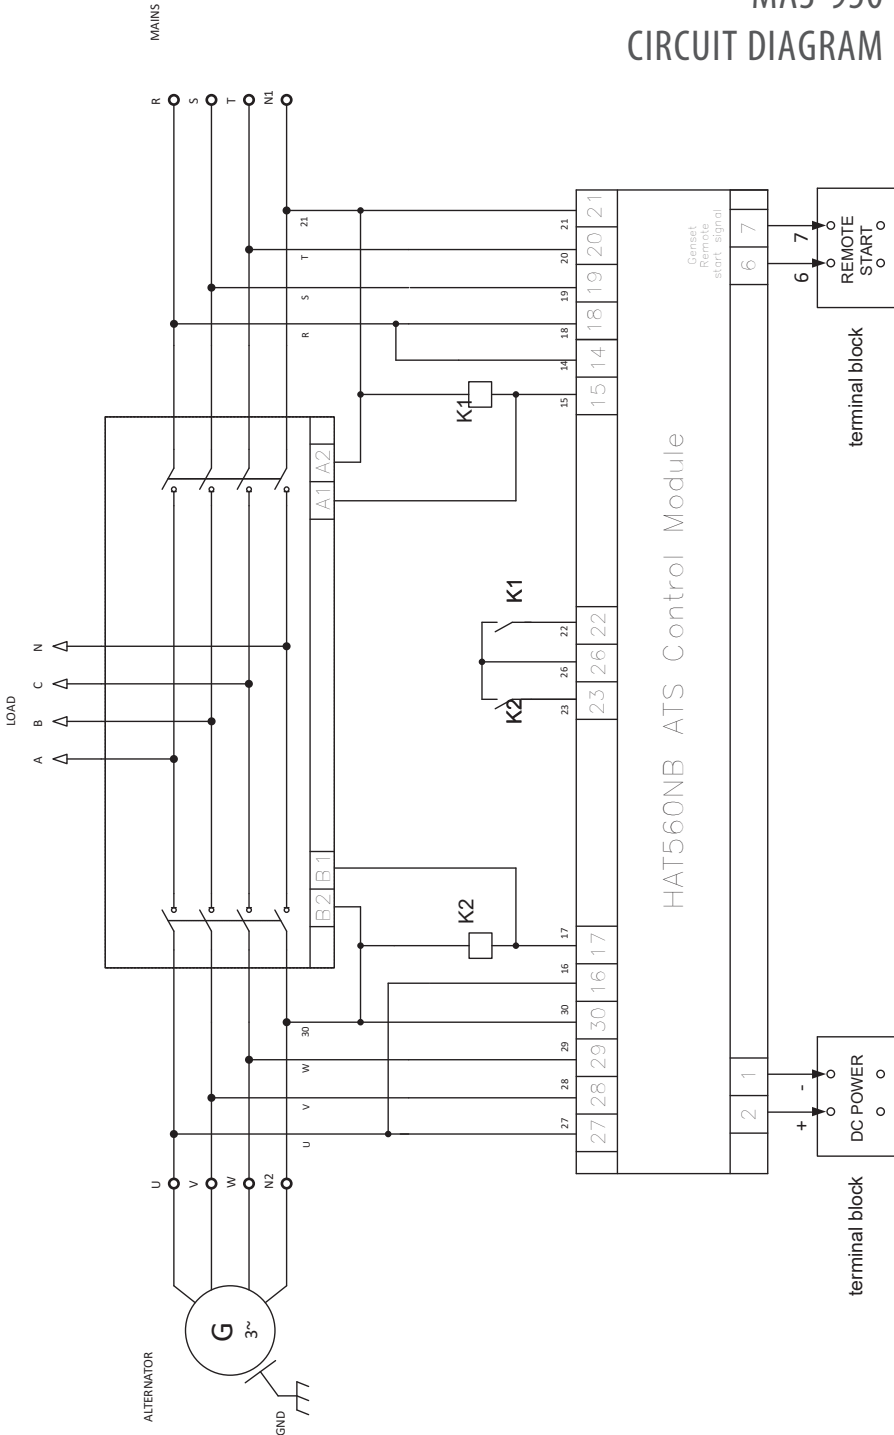 CIRCUIT DIAGRAM
MAINS
R
S
T
N1
LOAD
A
B
C
N
ALTERNATOR
U
V
W
N2
G
3~
GND
B2
B1
A1
A2
U
V
W
30
R
S
T
21
K2
K1
K2
K1
27
28
29
30
16
17
23
26
22
15
14
18
19
20
21
27
28
29
30
16
17
23
26
22
15
14
18
19
20
21
HAT560NB ATS Control Module
Genset
Remote
start signal
2
1
6
7
+
-
6
7
DC POWER
REMOTE
START
terminal block
terminal block